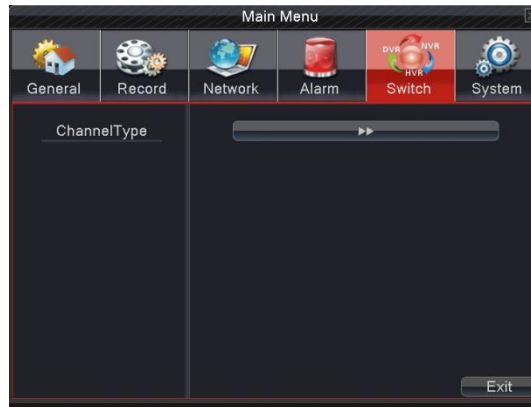 Main Menu
DVR NVR
HVR
General Record Network Alarm Switch System
ChannelType
Exit